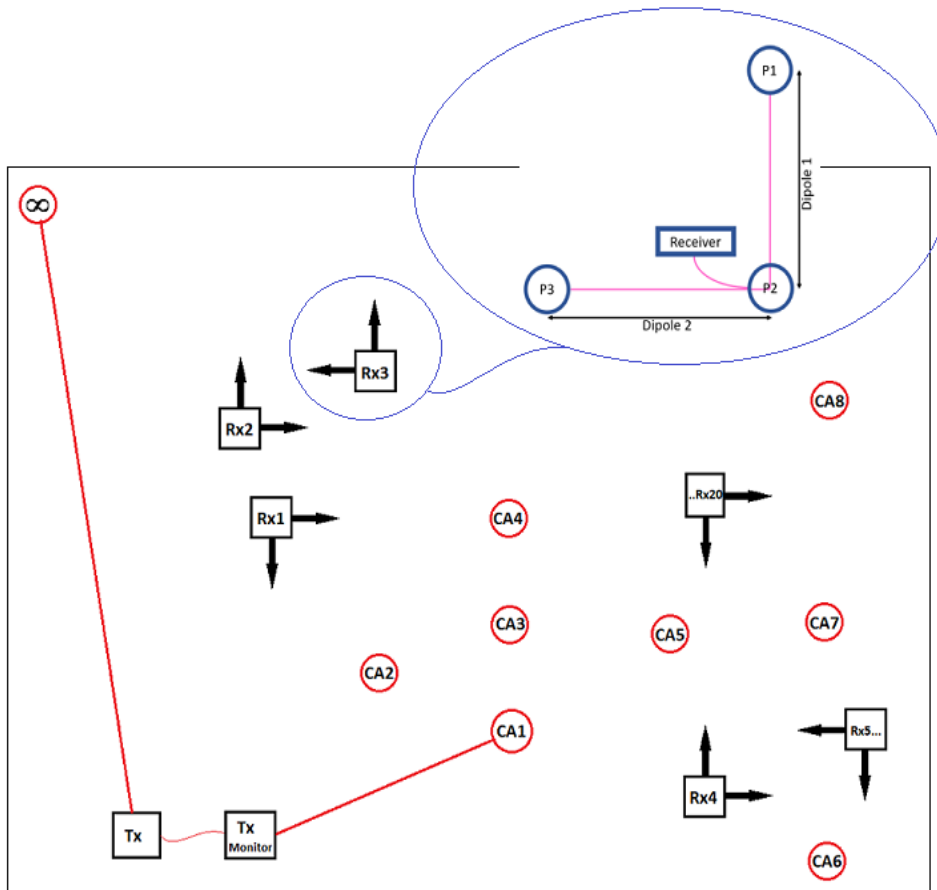 P1
Dipole 1
Receiver
P3
P2
Dipole 2
∞
Rx3
CA8
Rx2
..Rx20
Rx1
CA4
CA3
CA7
CA5
CA2
CA1
Rx5...
Rx4
Tx
Tx
Monitor
CA6